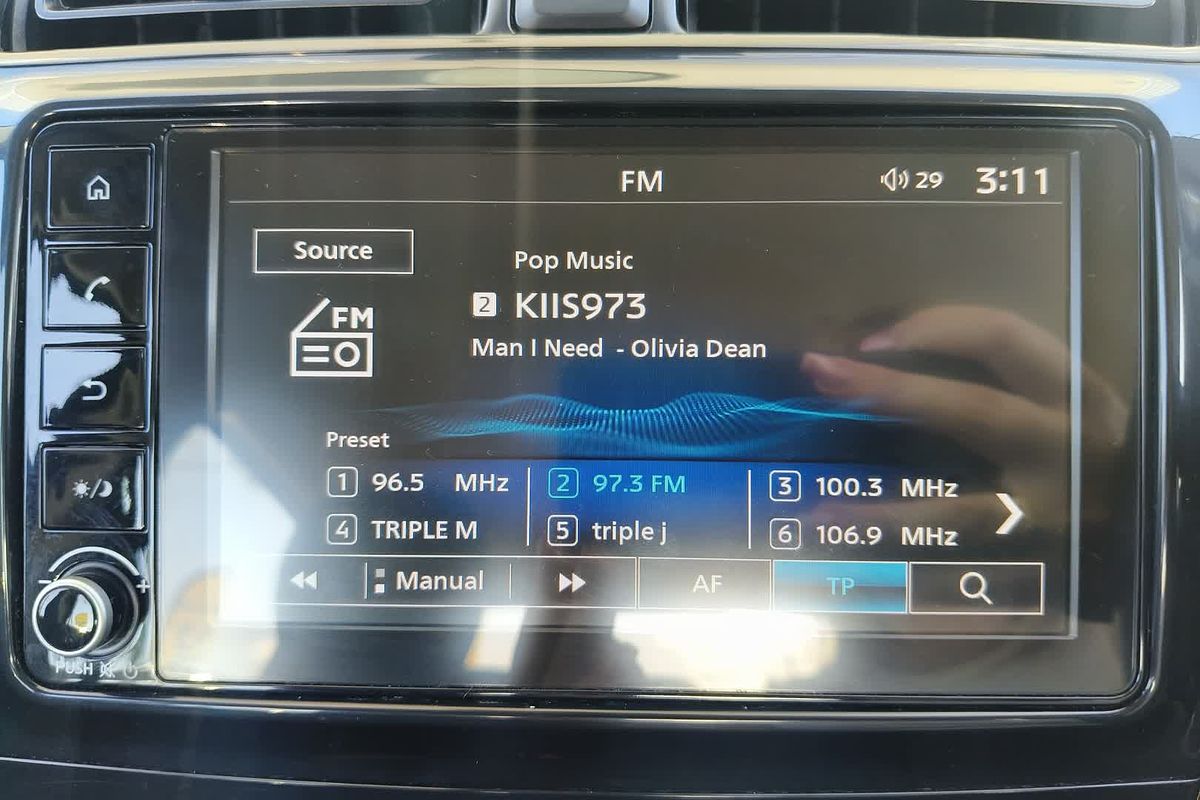 FM 29 3:11
Source
Pop Music
FM
2 KIIS973
Man I Need - Olivia Dean
Preset
1 96.5 MHz 2 97.3 FM 3 100.3 MHz
4 TRIPLE M 5 triple j 6 106.9 MHz
Manual AF TP
PUSH